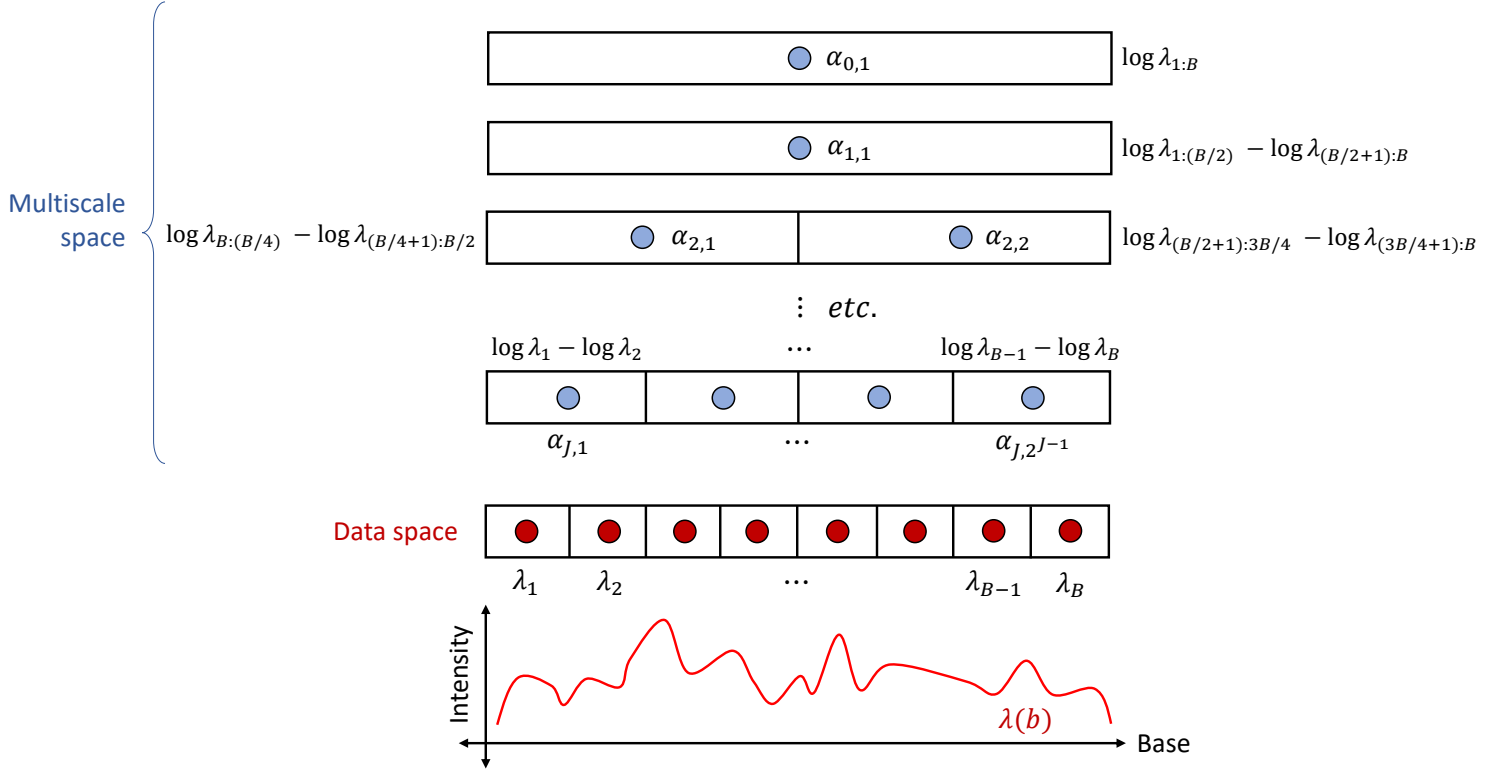 α₀,₁
log λ₁:B
α₁,₁
log λ₁:(B/2) − log λ(B/2+1):B
Multiscale
space
log λB:(B/4) − log λ(B/4+1):B/2
α₂,₁
α₂,₂
log λ(B/2+1):3B/4 − log λ(3B/4+1):B
⋮ etc.
log λ₁ − log λ₂
⋯
log λB−1 − log λB
αJ,1
⋯
αJ,2^{J−1}
Data space
λ₁
λ₂
⋯
λB−1
λB
Intensity
λ(b)
Base